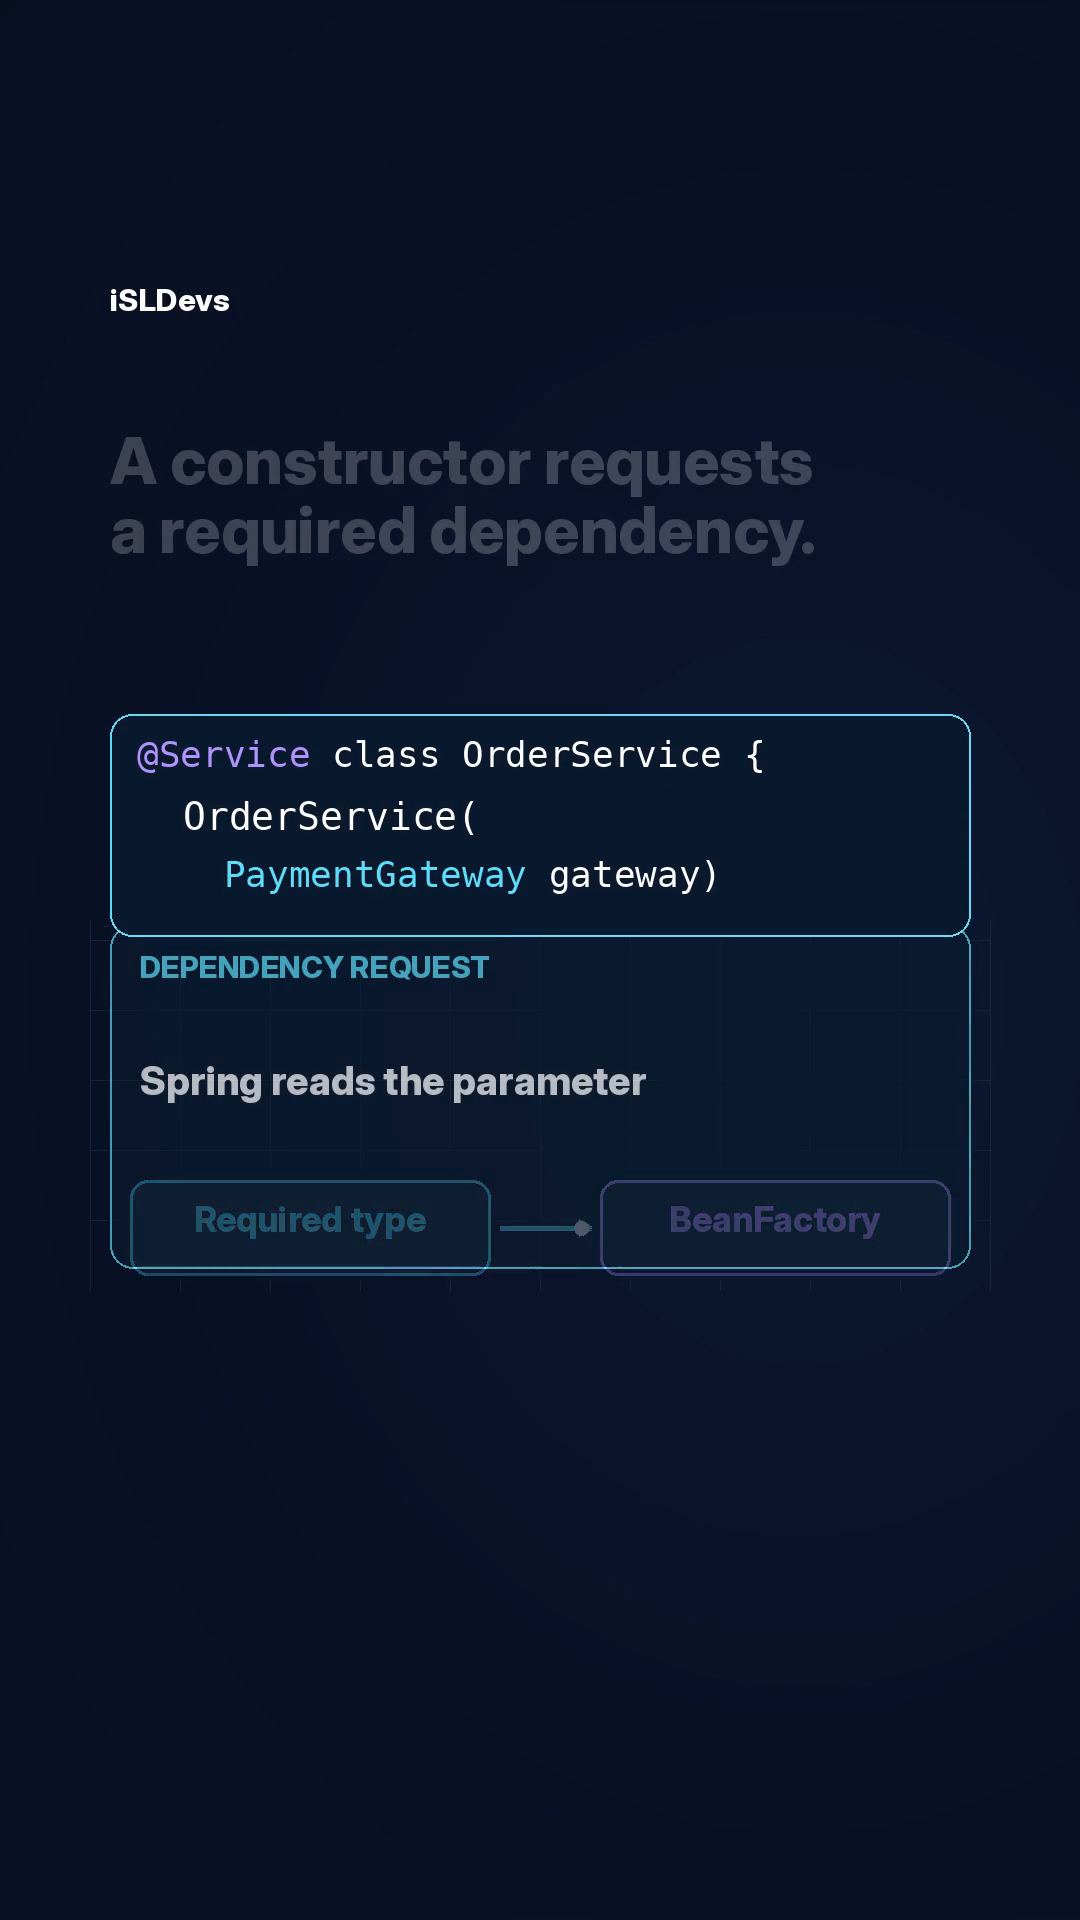 iSLDevs
A constructor requests
a required dependency.
@Service class OrderService {
OrderService(
PaymentGateway gateway)
DEPENDENCY REQUEST
Spring reads the parameter
Required type
BeanFactory